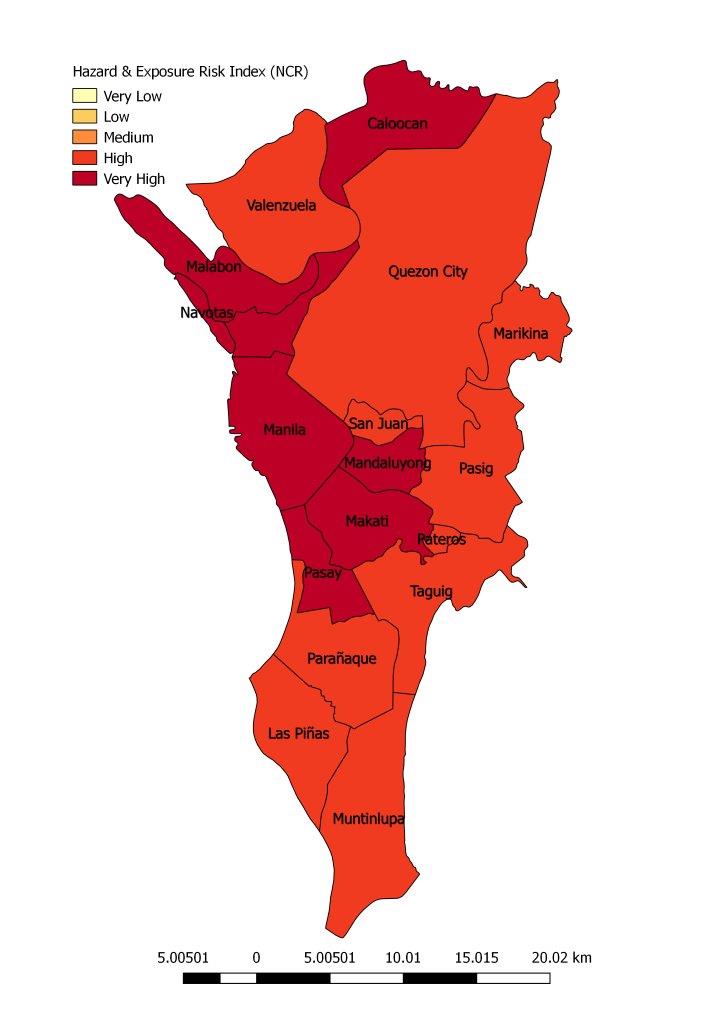 Hazard & Exposure Risk Index (NCR)
Very Low
Low
Medium
High
Very High
Caloocan
Valenzuela
Malabon
Quezon City
Navotas
Marikina
San Juan
Manila
Mandaluyong
Pasig
Makati
Pateros
Pasay
Taguig
Parañaque
Las Piñas
Muntinlupa
5.00501 0 5.00501 10.01 15.015 20.02 km